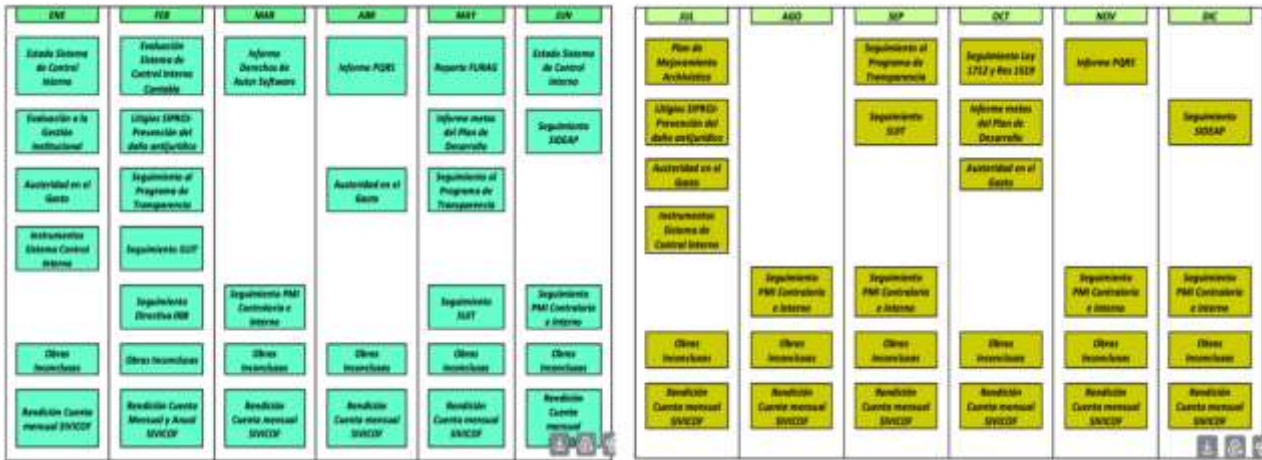 ENE
FEB
MAR
ABR
MAY
JUN
Estado Sistema
de Control
Interno
Evaluación
Sistema de
Control Interno
Contable
Informe
Derechos de
Autor Software
Informe PQRS
Reporte FURAG
Estado Sistema
de Control
Interno
Evaluación a la
Gestión
Institucional
Litigios SIPROJ-
Prevención del
daño antijurídico
Informe metas
del Plan de
Desarrollo
Seguimiento
SIDEAP
Austeridad en el
Gasto
Seguimiento al
Programa de
Transparencia
Austeridad en el
Gasto
Seguimiento al
Programa de
Transparencia
Instrumentos
Sistema Control
Interno
Seguimiento SUIT
Seguimiento
Directiva
Seguimiento PMI
Contraloría e
Interno
Seguimiento
SUIT
Seguimiento
PMI Contraloría
e Interno
Obras
Inconclusas
Obras Inconclusas
Obras
Inconclusas
Obras
Inconclusas
Obras
Inconclusas
Obras
Inconclusas
Rendición Cuenta
mensual SIVICOF
Rendición Cuenta
Mensual y Anual
SIVICOF
Rendición
Cuenta mensual
SIVICOF
Rendición
Cuenta mensual
SIVICOF
Rendición
Cuenta mensual
SIVICOF
Rendición
Cuenta
mensual
JUL
AGO
SEP
OCT
NOV
DIC
Plan de
Mejoramiento
Archivístico
Seguimiento al
Programa de
Transparencia
Seguimiento Ley
1712 y Res 1519
Informe PQRS
Litigios SIPROJ-
Prevención del
daño antijurídico
Seguimiento
SUIT
Informe metas
del Plan de
Desarrollo
Seguimiento
SIDEAP
Austeridad en el
Gasto
Austeridad en el
Gasto
Instrumentos
Sistema de
Control Interno
Seguimiento
PMI Contraloría
e Interno
Seguimiento
PMI Contraloría
e Interno
Seguimiento
PMI Contraloría
e Interno
Seguimiento
PMI Contraloría
e Interno
Obras
Inconclusas
Obras
Inconclusas
Obras
Inconclusas
Obras
Inconclusas
Obras
Inconclusas
Obras
Inconclusas
Rendición
Cuenta mensual
SIVICOF
Rendición
Cuenta mensual
SIVICOF
Rendición
Cuenta mensual
SIVICOF
Rendición
Cuenta mensual
SIVICOF
Rendición
Cuenta mensual
SIVICOF
Rendición
Cuenta mensual
SIVICOF